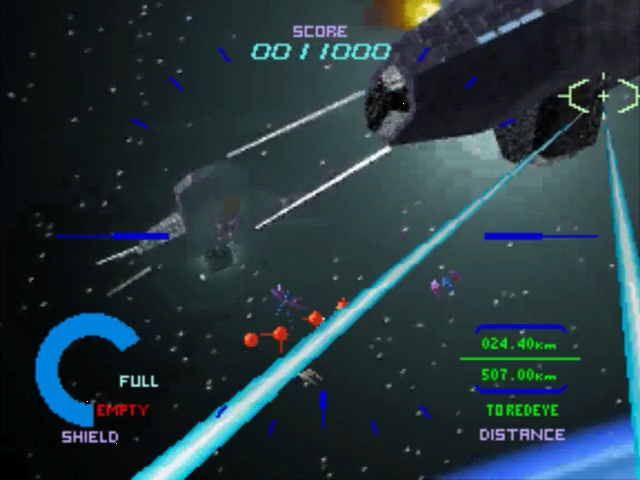 SCORE
0011000
024.40km
507.00km
FULL
EMPTY
TO REDEYE
SHIELD
DISTANCE